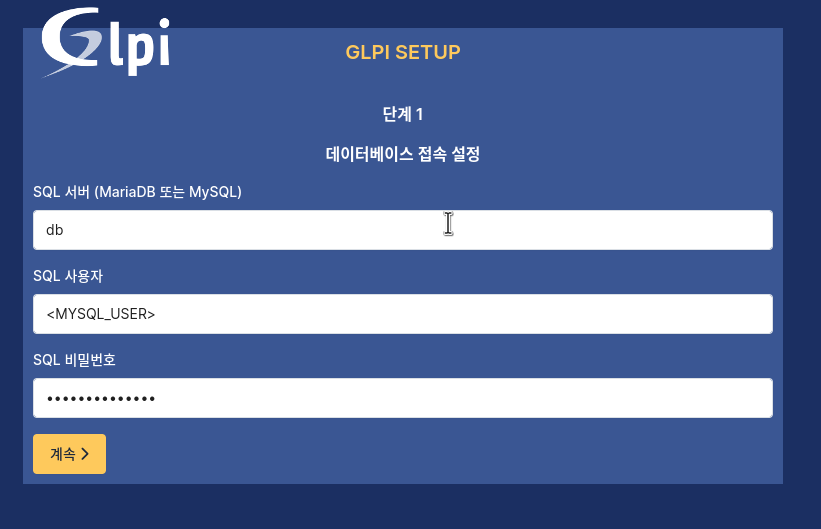 Glpi
GLPI SETUP
단계 1
데이터베이스 접속 설정
SQL 서버 (MariaDB 또는 MySQL)
db
SQL 사용자
<MYSQL_USER>
SQL 비밀번호
••••••••••••••
계속